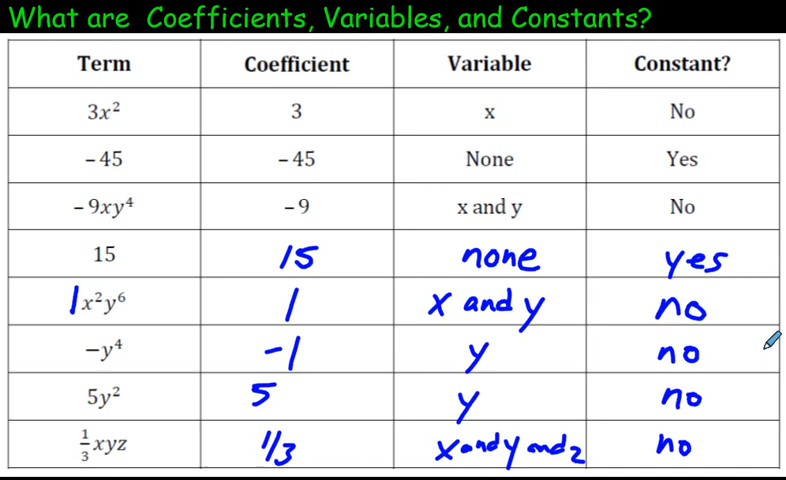 What are Coefficients, Variables, and Constants?
Term Coefficient Variable Constant?
3x² 3 x No
−45 −45 None Yes
−9xy⁴ −9 x and y No
15 15 none yes
1x²y⁶ 1 x and y no
−y⁴ −1 y no
5y² 5 y no
1/3 xyz 1/3 x and y and z no